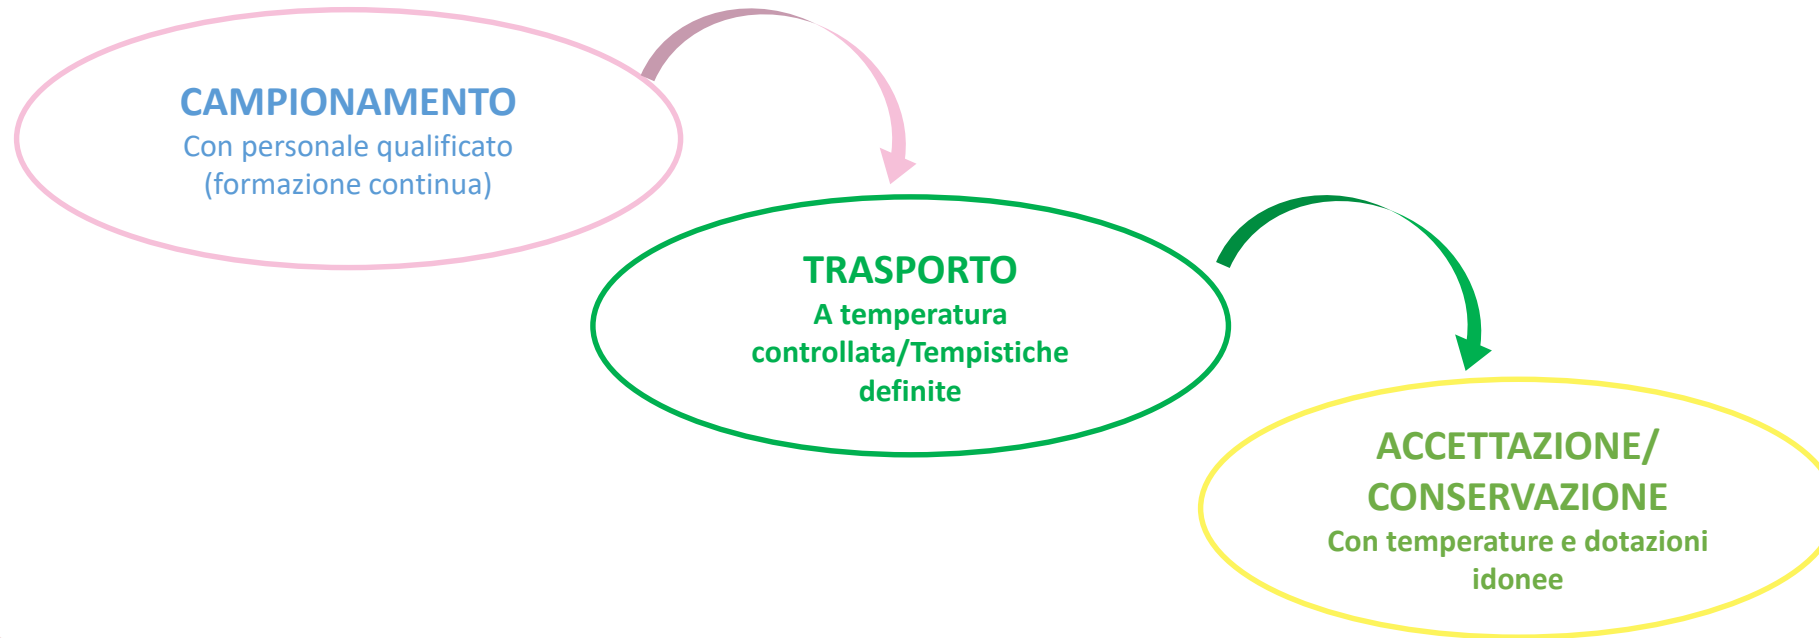 CAMPIONAMENTO
Con personale qualificato
(formazione continua)
TRASPORTO
A temperatura
controllata/Tempistiche
definite
ACCETTAZIONE/
CONSERVAZIONE
Con temperature e dotazioni
idonee